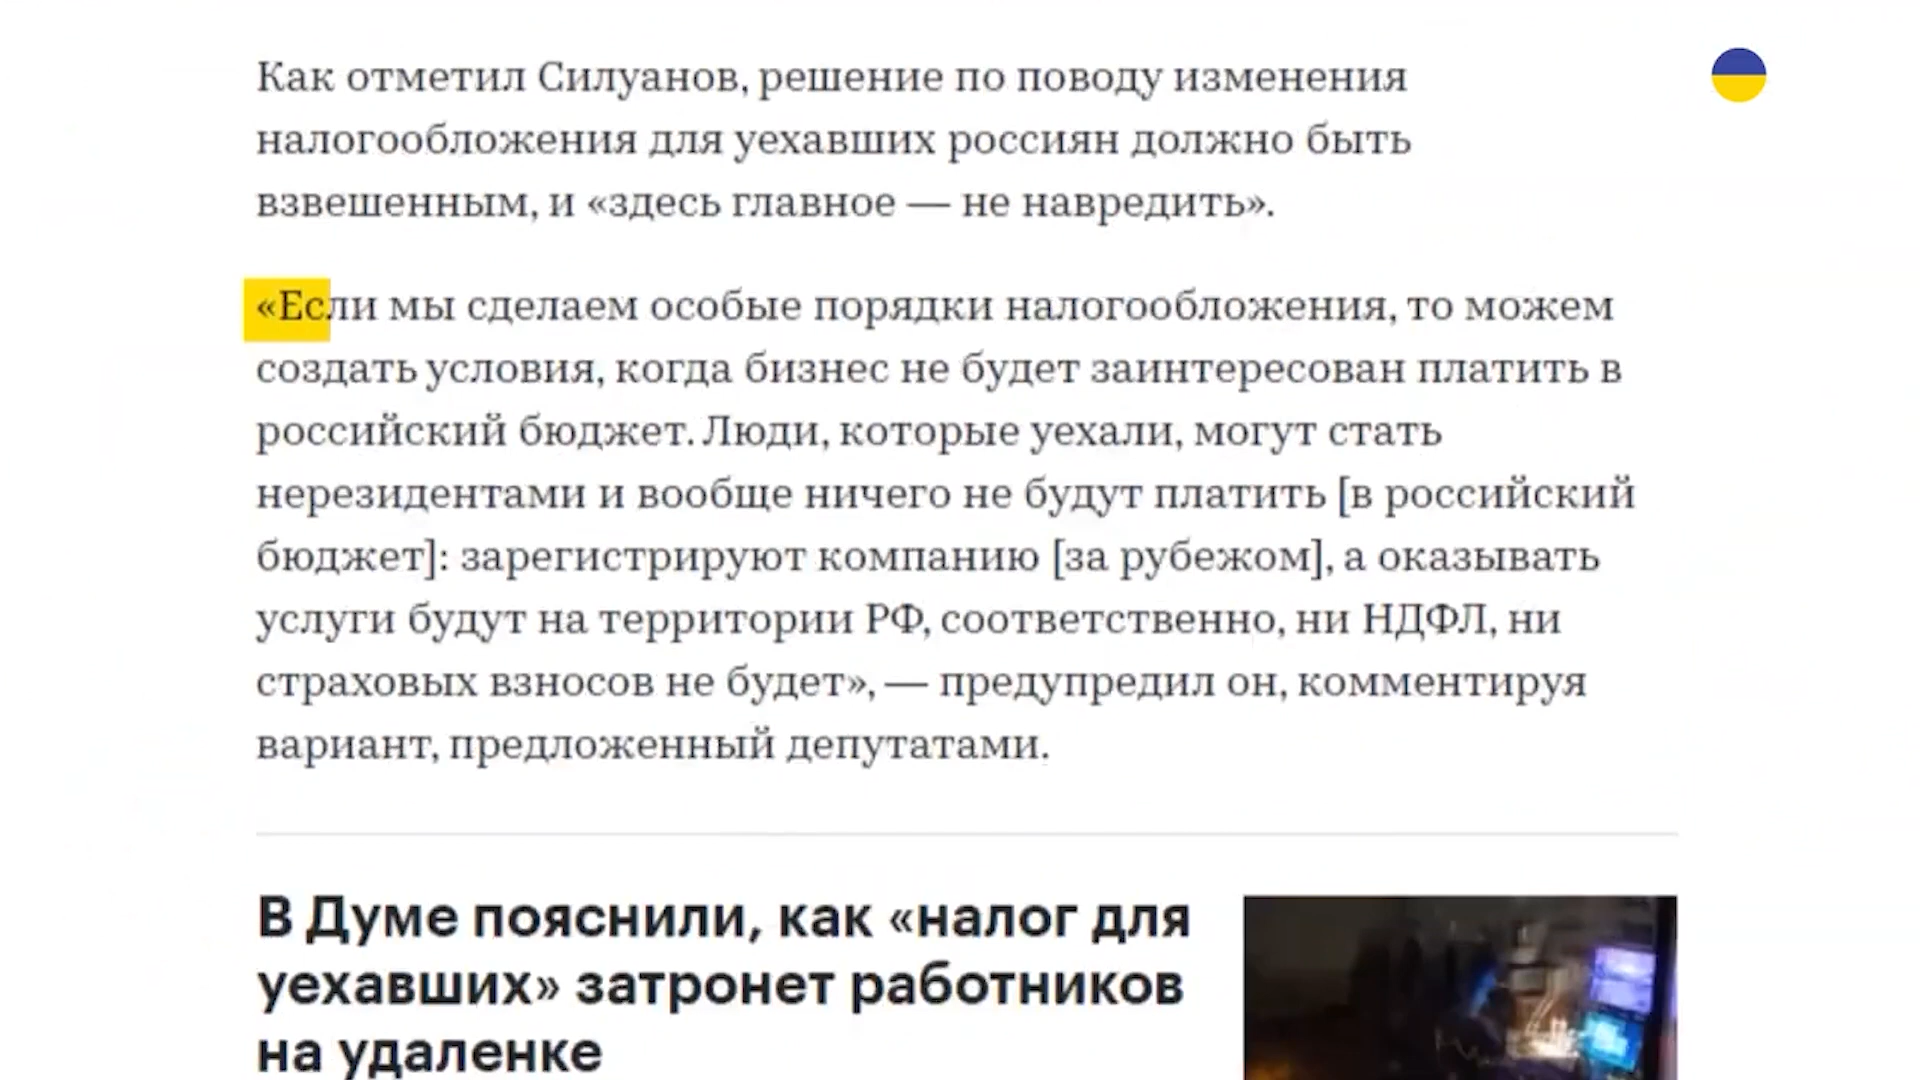 Как отметил Силуанов, решение по поводу изменения
налогообложения для уехавших россиян должно быть
взвешенным, и «здесь главное — не навредить».
«Если мы сделаем особые порядки налогообложения, то можем
создать условия, когда бизнес не будет заинтересован платить в
российский бюджет. Люди, которые уехали, могут стать
нерезидентами и вообще ничего не будут платить [в российский
бюджет]: зарегистрируют компанию [за рубежом], а оказывать
услуги будут на территории РФ, соответственно, ни НДФЛ, ни
страховых взносов не будет», — предупредил он, комментируя
вариант, предложенный депутатами.
В Думе пояснили, как «налог для
уехавших» затронет работников
на удаленке